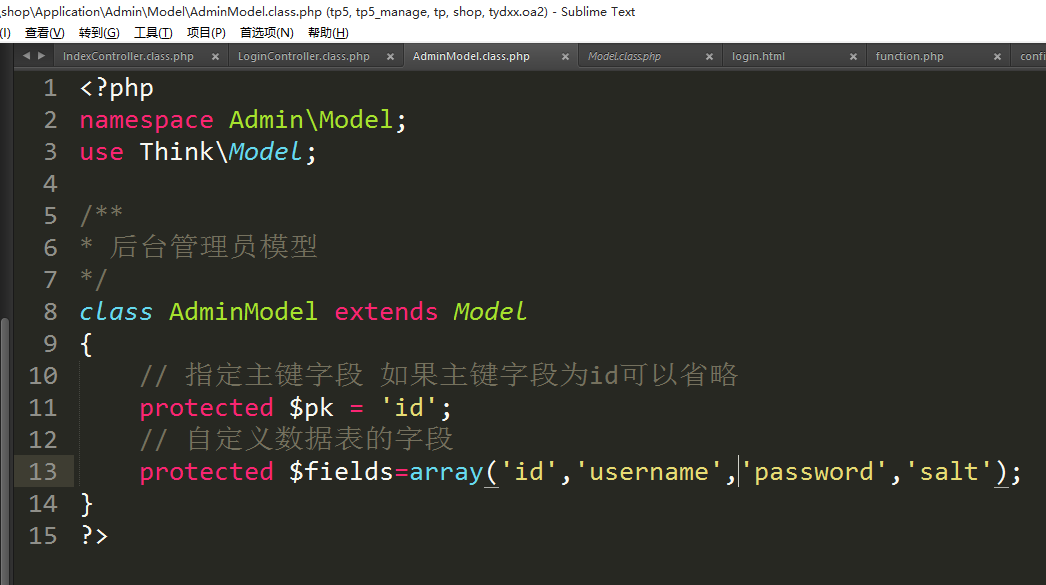 _shop\Application\Admin\Model\AdminModel.class.php (tp5, tp5_manage, tp, shop, tydxx.oa2) - Sublime Text
(I) 查看(V) 转到(G) 工具(T) 项目(P) 首选项(N) 帮助(H)
IndexController.class.php × LoginController.class.php × AdminModel.class.php × Model.class.php × login.html × function.php × confi
1 <?php
2 namespace Admin\Model;
3 use Think\Model;
4
5 /**
6 * 后台管理员模型
7 */
8 class AdminModel extends Model
9 {
10 // 指定主键字段 如果主键字段为id可以省略
11 protected $pk = 'id';
12 // 自定义数据表的字段
13 protected $fields=array('id','username','password','salt');
14 }
15 ?>